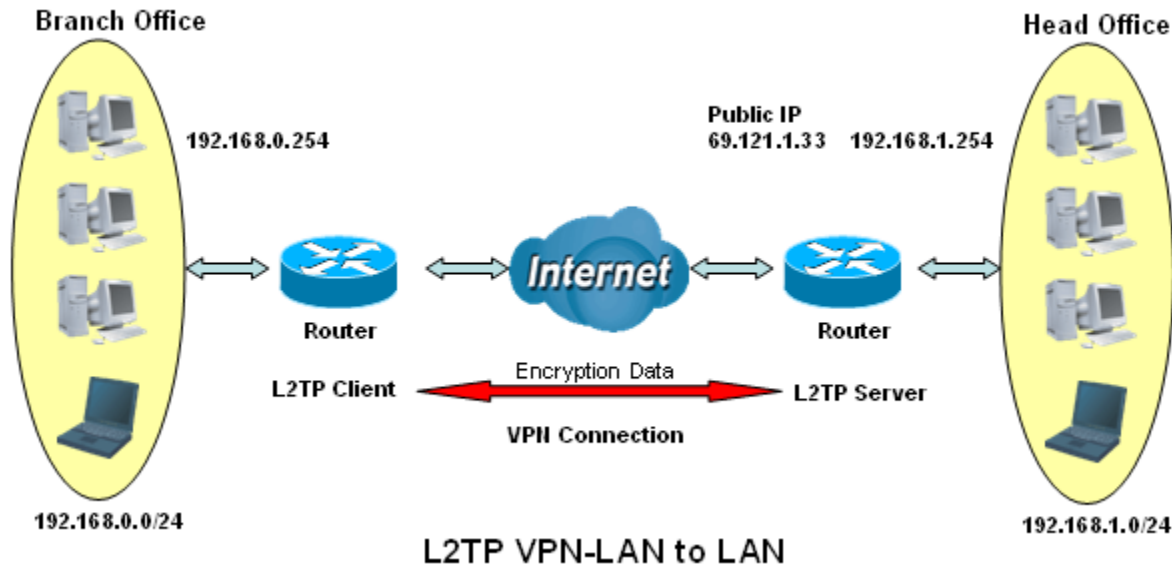 Branch Office
Head Office
192.168.0.254
Public IP
69.121.1.33 192.168.1.254
Internet
Router
Router
L2TP Client
Encryption Data
L2TP Server
VPN Connection
192.168.0.0/24
192.168.1.0/24
L2TP VPN-LAN to LAN